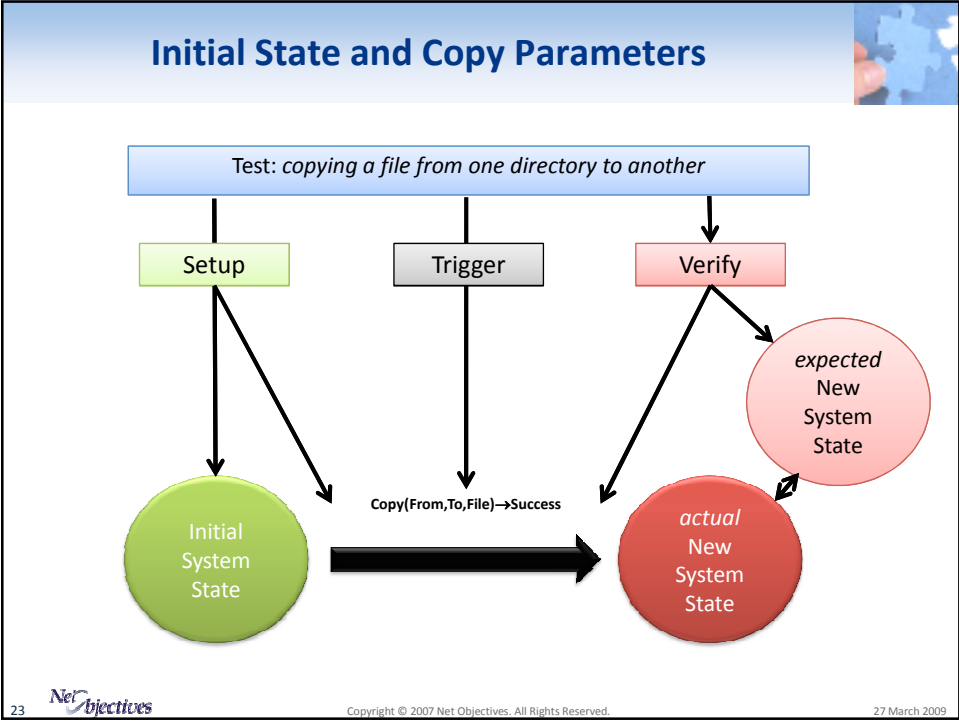 Initial State and Copy Parameters
Test: copying a file from one directory to another
Setup
Trigger
Verify
expected
New
System
State
Copy(From,To,File)→Success
Initial
System
State
actual
New
System
State
23
Net Objectives
Copyright © 2007 Net Objectives. All Rights Reserved.
27 March 2009